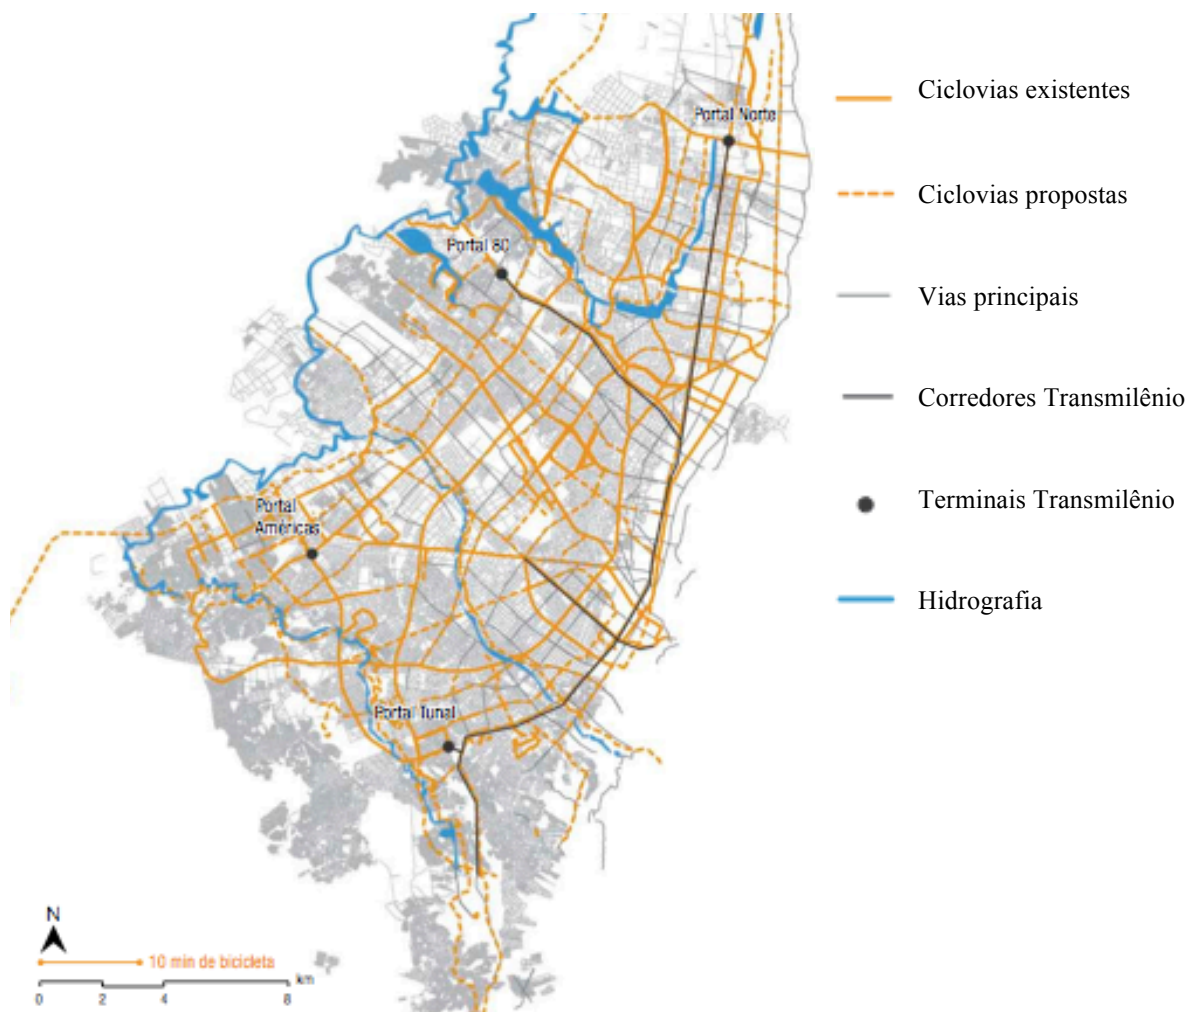 Portal Norte
Portal 80
Portal
Américas
Portal Tunal
Ciclovias existentes
Ciclovias propostas
Vias principais
Corredores Transmilênio
Terminais Transmilênio
Hidrografia
N
10 min de bicicleta
km
0 2 4 8